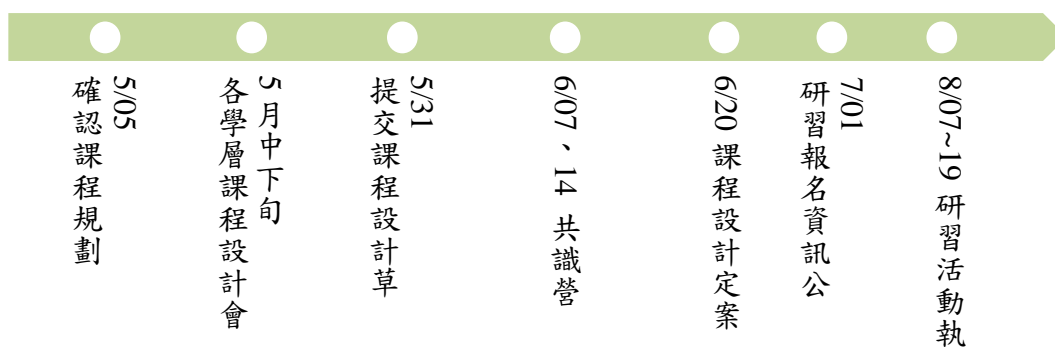 5/05
確認課程規劃
5月中下旬
各學層課程設計會
5/31
提交課程設計草
6/07、14 共識營
6/20 課程設計定案
7/01
研習報名資訊公
8/07~19 研習活動執